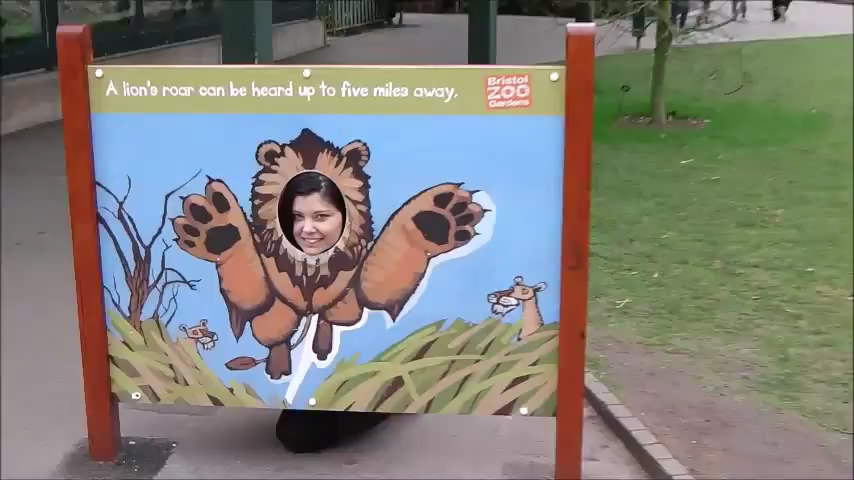 A lion's roar can be heard up to five miles away.
Bristol
ZOO
Gardens